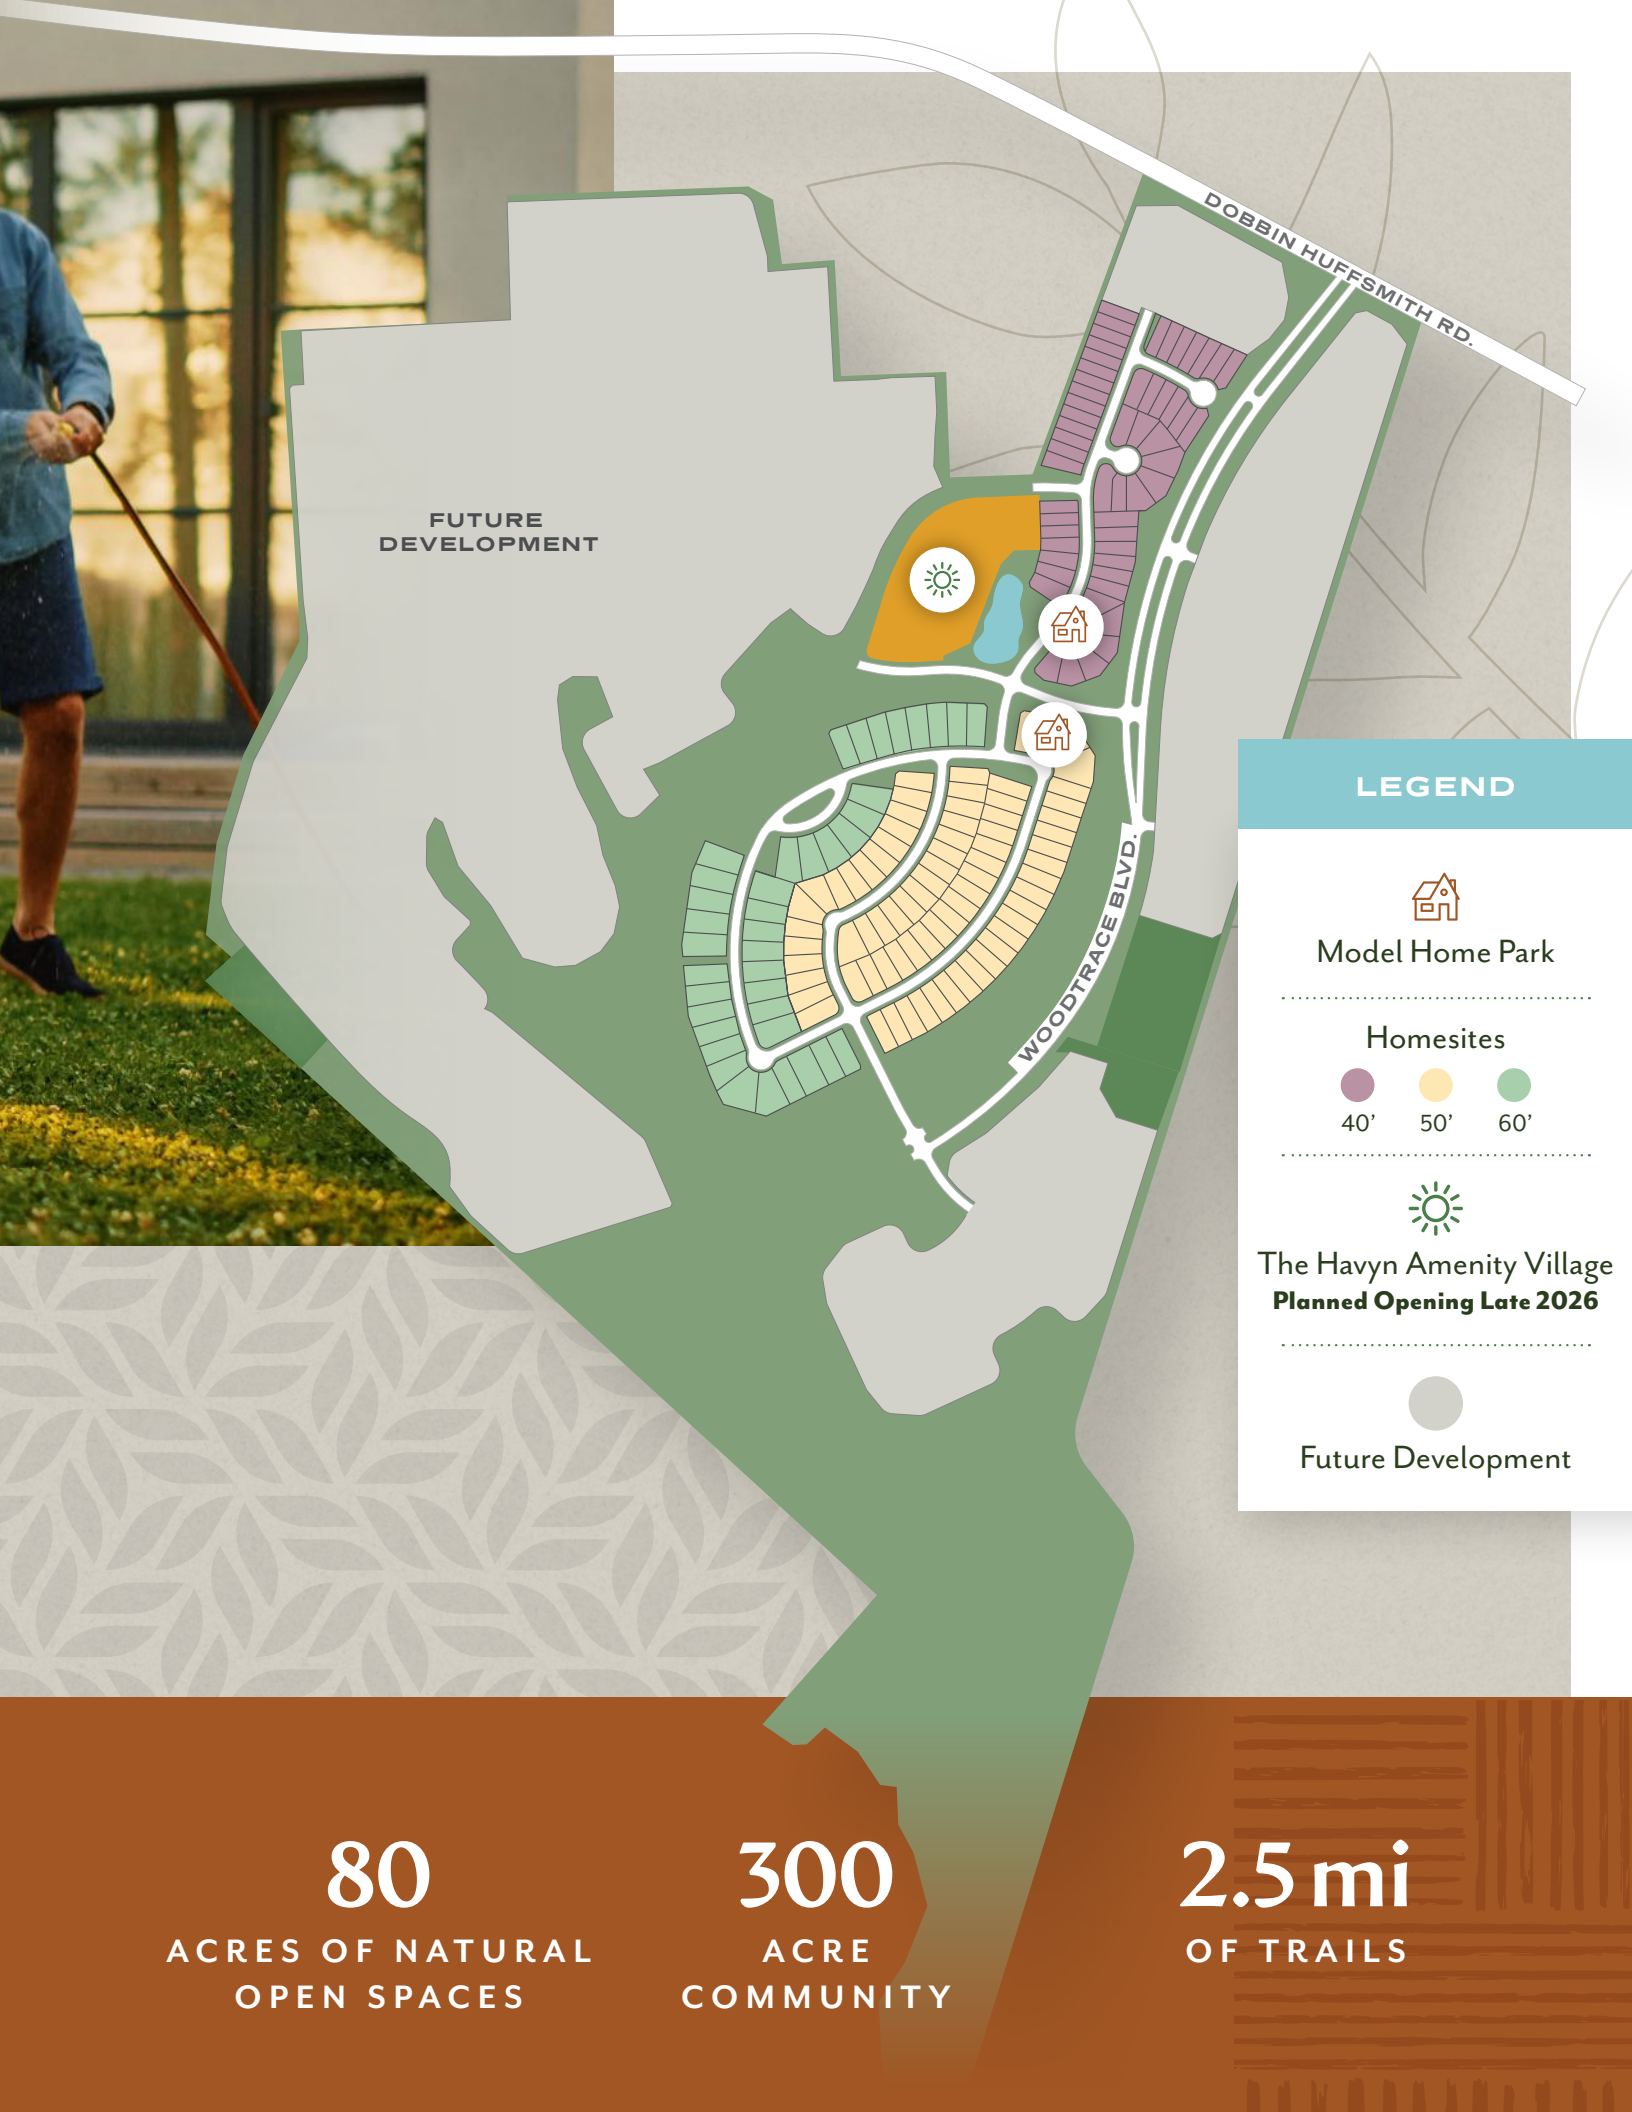 DOBBIN HUFFSMITH RD.
FUTURE
DEVELOPMENT
WOODTRACE BLVD.
LEGEND
Model Home Park
Homesites
40’ 50’ 60’
The Havyn Amenity Village
Planned Opening Late 2026
Future Development
80
ACRES OF NATURAL
OPEN SPACES
300
ACRE
COMMUNITY
2.5 mi
OF TRAILS